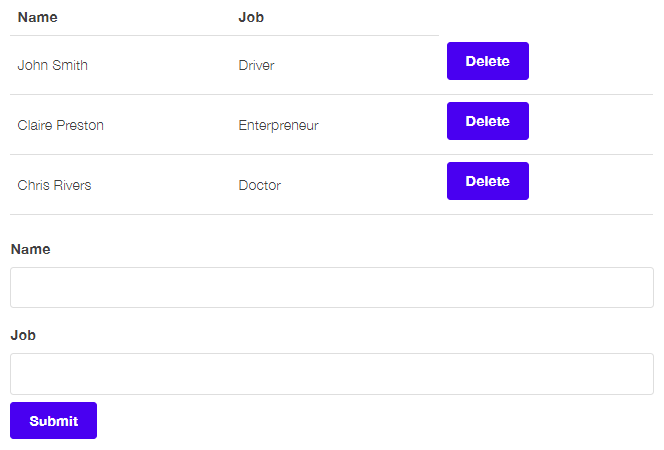 Name Job
John Smith Driver Delete
Claire Preston Enterpreneur Delete
Chris Rivers Doctor Delete
Name
Job
Submit